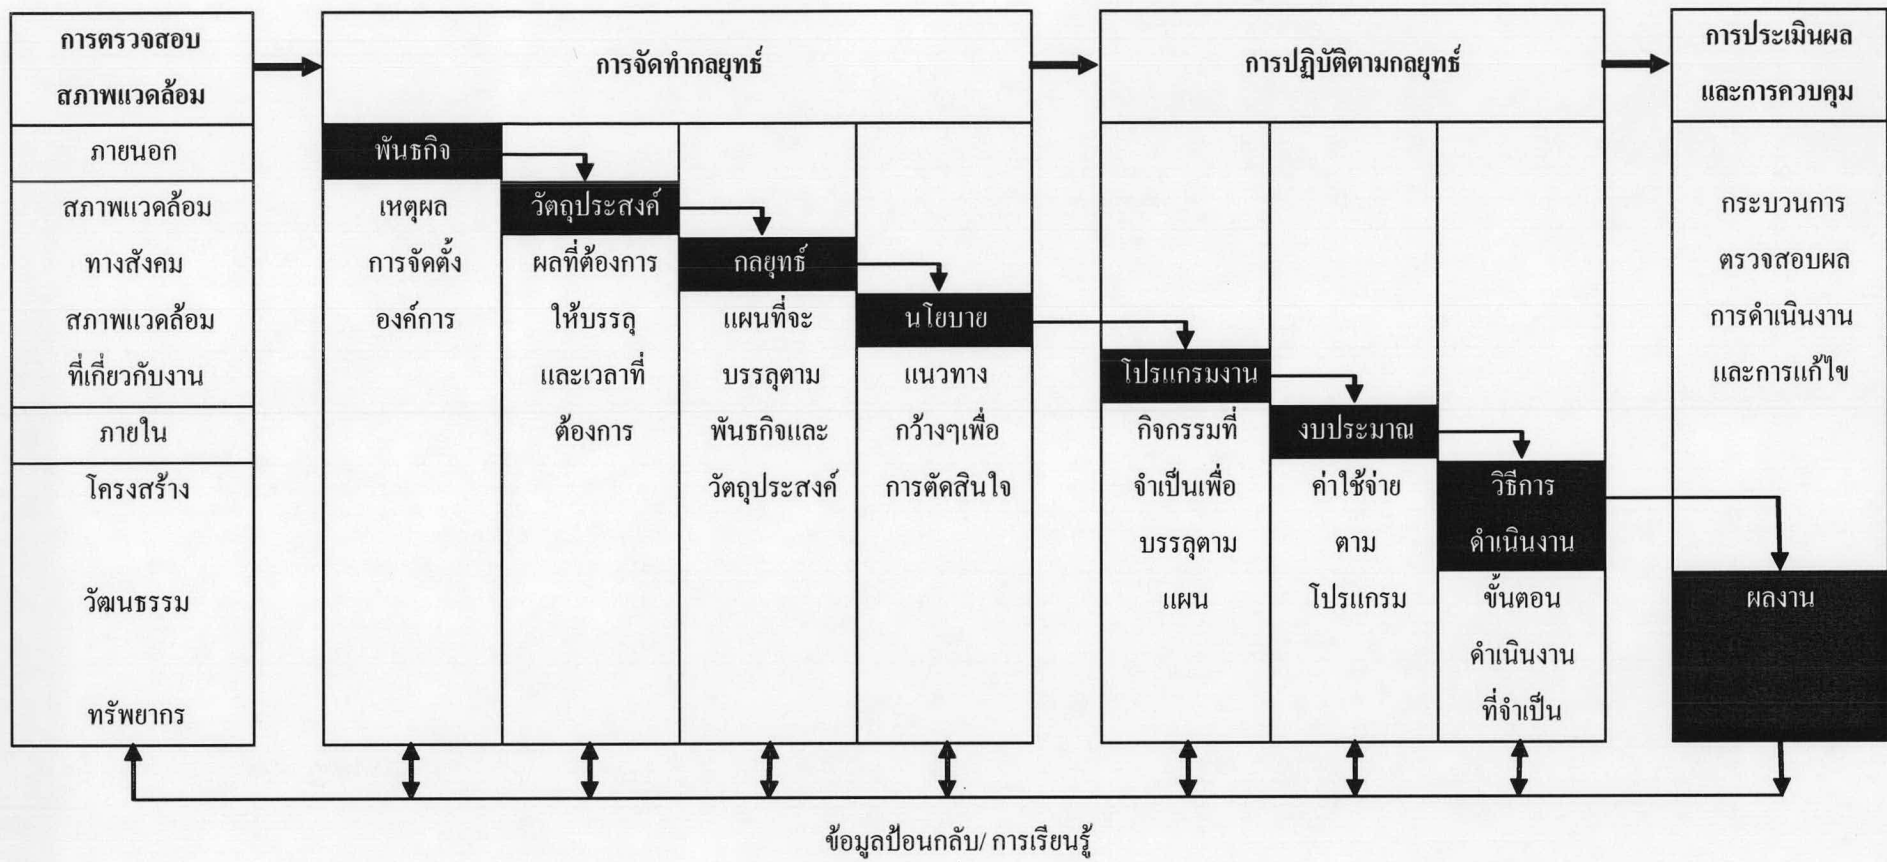 การตรวจสอบ
สภาพแวดล้อม
ภายนอก
สภาพแวดล้อม
ทางสังคม
สภาพแวดล้อม
ที่เกี่ยวกับงาน
ภายใน
โครงสร้าง
วัฒนธรรม
ทรัพยากร
การจัดทำกลยุทธ์
พันธกิจ
เหตุผล
การจัดตั้ง
องค์การ
วัตถุประสงค์
ผลที่ต้องการ
ให้บรรลุ
และเวลาที่
ต้องการ
กลยุทธ์
แผนที่จะ
บรรลุตาม
พันธกิจและ
วัตถุประสงค์
นโยบาย
แนวทาง
กว้างๆเพื่อ
การตัดสินใจ
การปฏิบัติตามกลยุทธ์
โปรแกรมงาน
กิจกรรมที่
จำเป็นเพื่อ
บรรลุตาม
แผน
งบประมาณ
ค่าใช้จ่าย
ตาม
โปรแกรม
วิธีการ
ดำเนินงาน
ขั้นตอน
ดำเนินงาน
ที่จำเป็น
การประเมินผล
และการควบคุม
กระบวนการ
ตรวจสอบผล
การดำเนินงาน
และการแก้ไข
ผลงาน
ข้อมูลป้อนกลับ/ การเรียนรู้